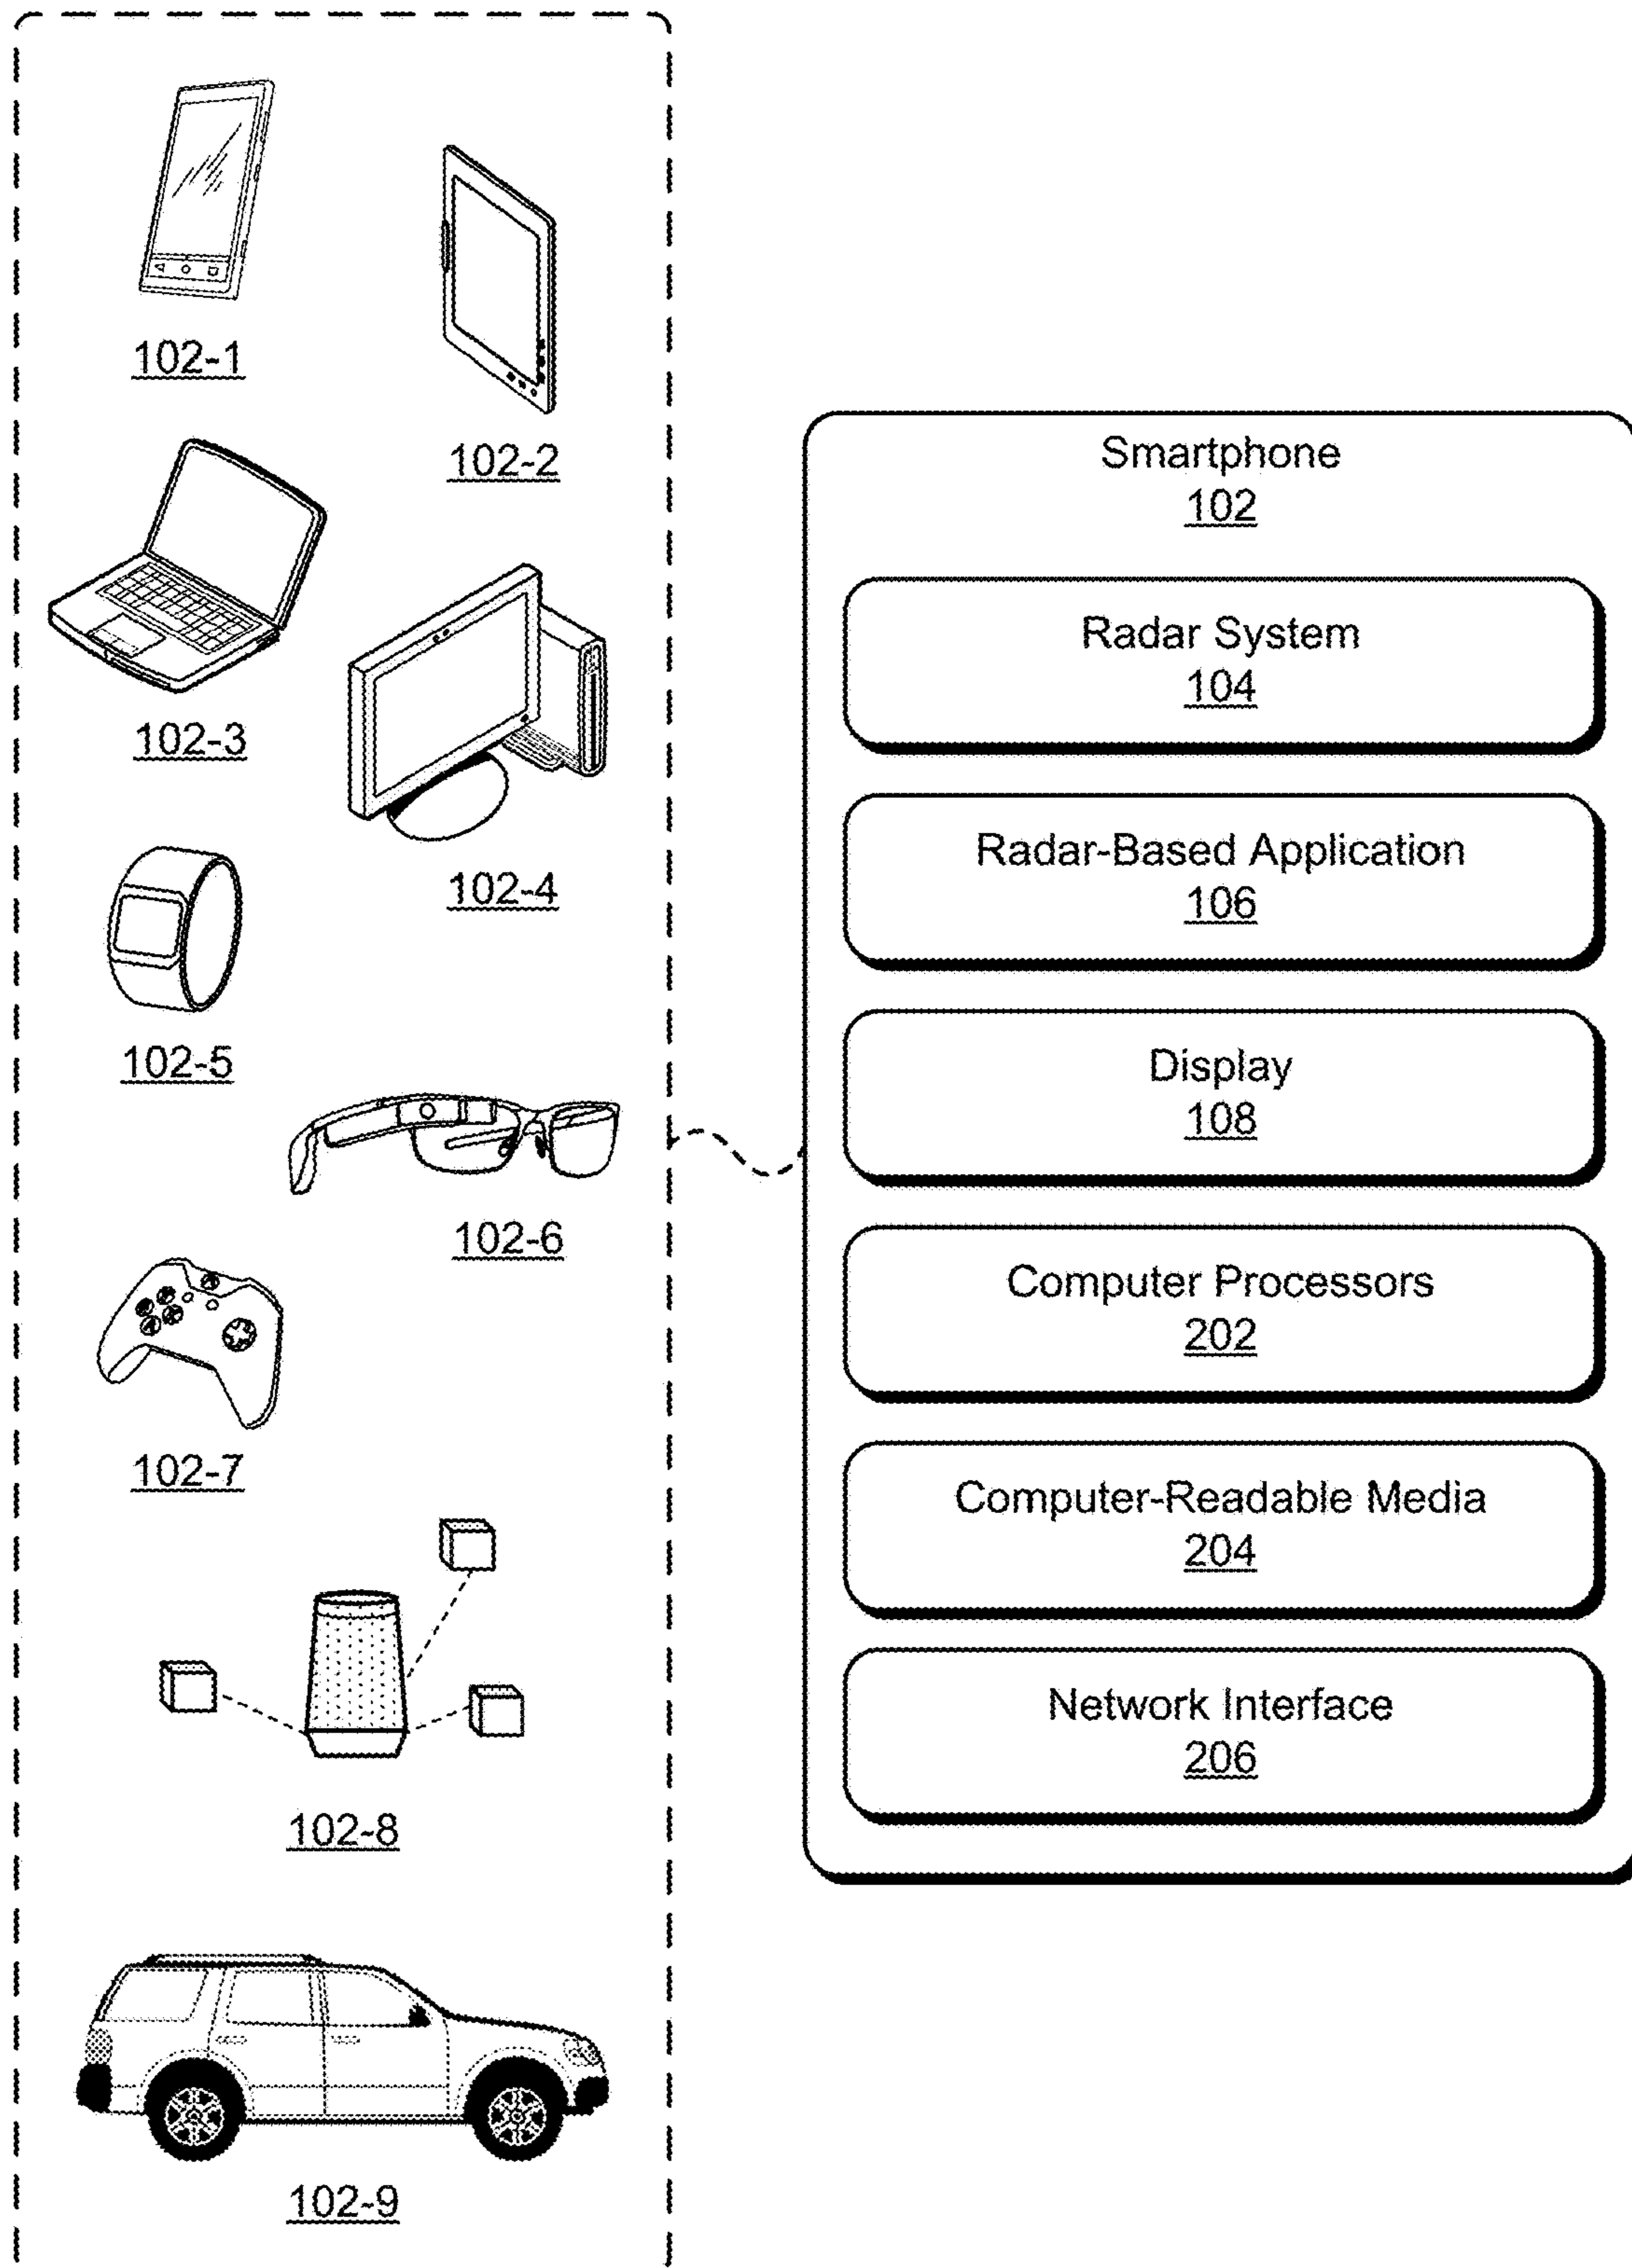 102-1
102-2
102-3
102-4
102-5
102-6
102-7
102-8
102-9
Smartphone
102
Radar System
104
Radar-Based Application
106
Display
108
Computer Processors
202
Computer-Readable Media
204
Network Interface
206